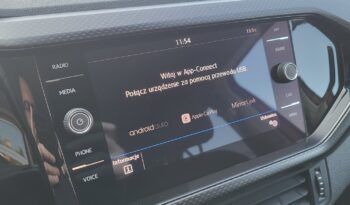 11:54
RADIO
MEDIA
PHONE
VOICE
Witaj w App-Connect
Połącz urządzenie za pomocą przewodu USB.
android auto
Apple CarPlay
MirrorLink
Informacje
Ustawien.